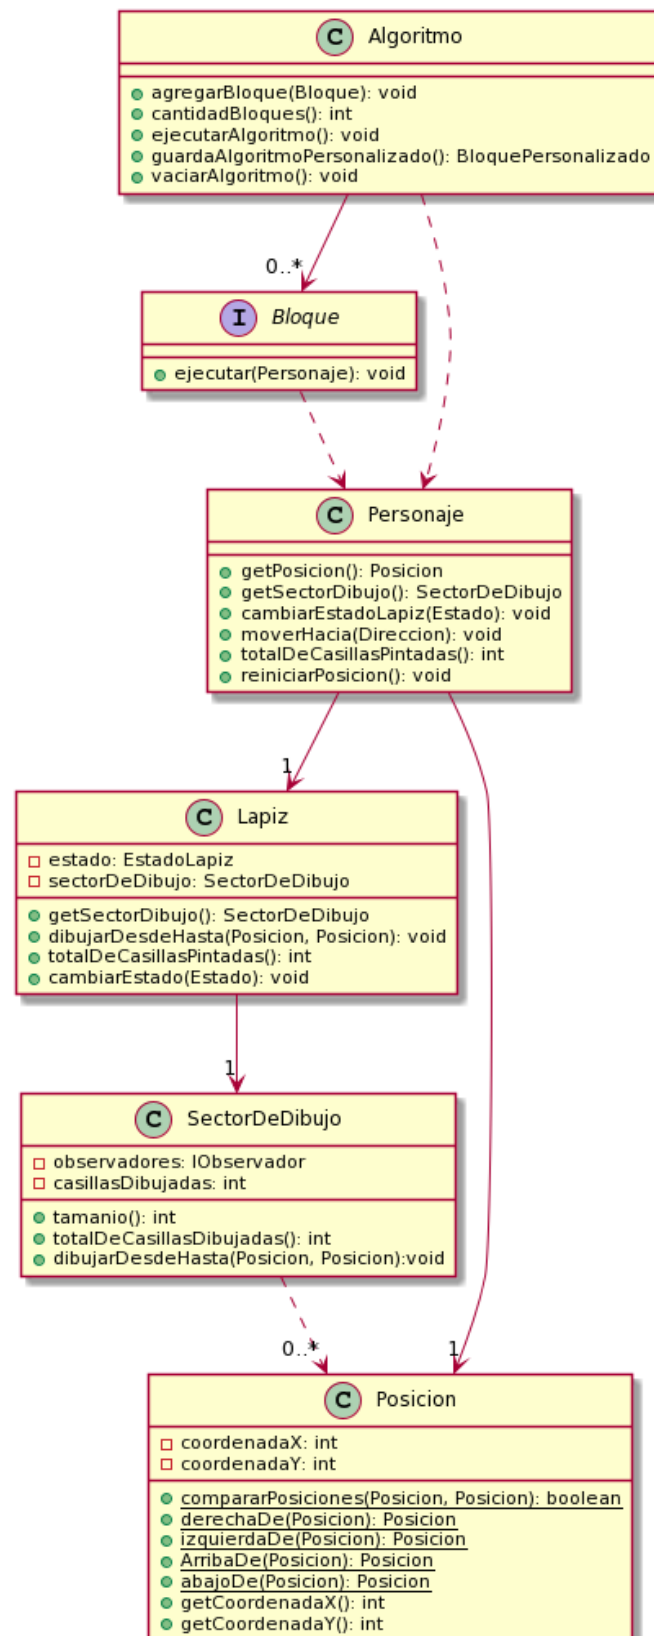 C Algoritmo
agregarBloque(Bloque): void
cantidadBloques(): int
ejecutarAlgoritmo(): void
guardaAlgoritmoPersonalizado(): BloquePersonalizado
vaciarAlgoritmo(): void
0..*
I Bloque
ejecutar(Personaje): void
C Personaje
getPosicion(): Posicion
getSectorDibujo(): SectorDeDibujo
cambiarEstadoLapiz(Estado): void
moverHacia(Direccion): void
totalDeCasillasPintadas(): int
reiniciarPosicion(): void
1
C Lapiz
estado: EstadoLapiz
sectorDeDibujo: SectorDeDibujo
getSectorDibujo(): SectorDeDibujo
dibujarDesdeHasta(Posicion, Posicion): void
totalDeCasillasPintadas(): int
cambiarEstado(Estado): void
1
C SectorDeDibujo
observadores: IObservador
casillasDibujadas: int
tamanio(): int
totalDeCasillasDibujadas(): int
dibujarDesdeHasta(Posicion, Posicion):void
0..* 1
C Posicion
coordenadaX: int
coordenadaY: int
compararPosiciones(Posicion, Posicion): boolean
derechaDe(Posicion): Posicion
izquierdaDe(Posicion): Posicion
ArribaDe(Posicion): Posicion
abajoDe(Posicion): Posicion
getCoordenadaX(): int
getCoordenadaY(): int